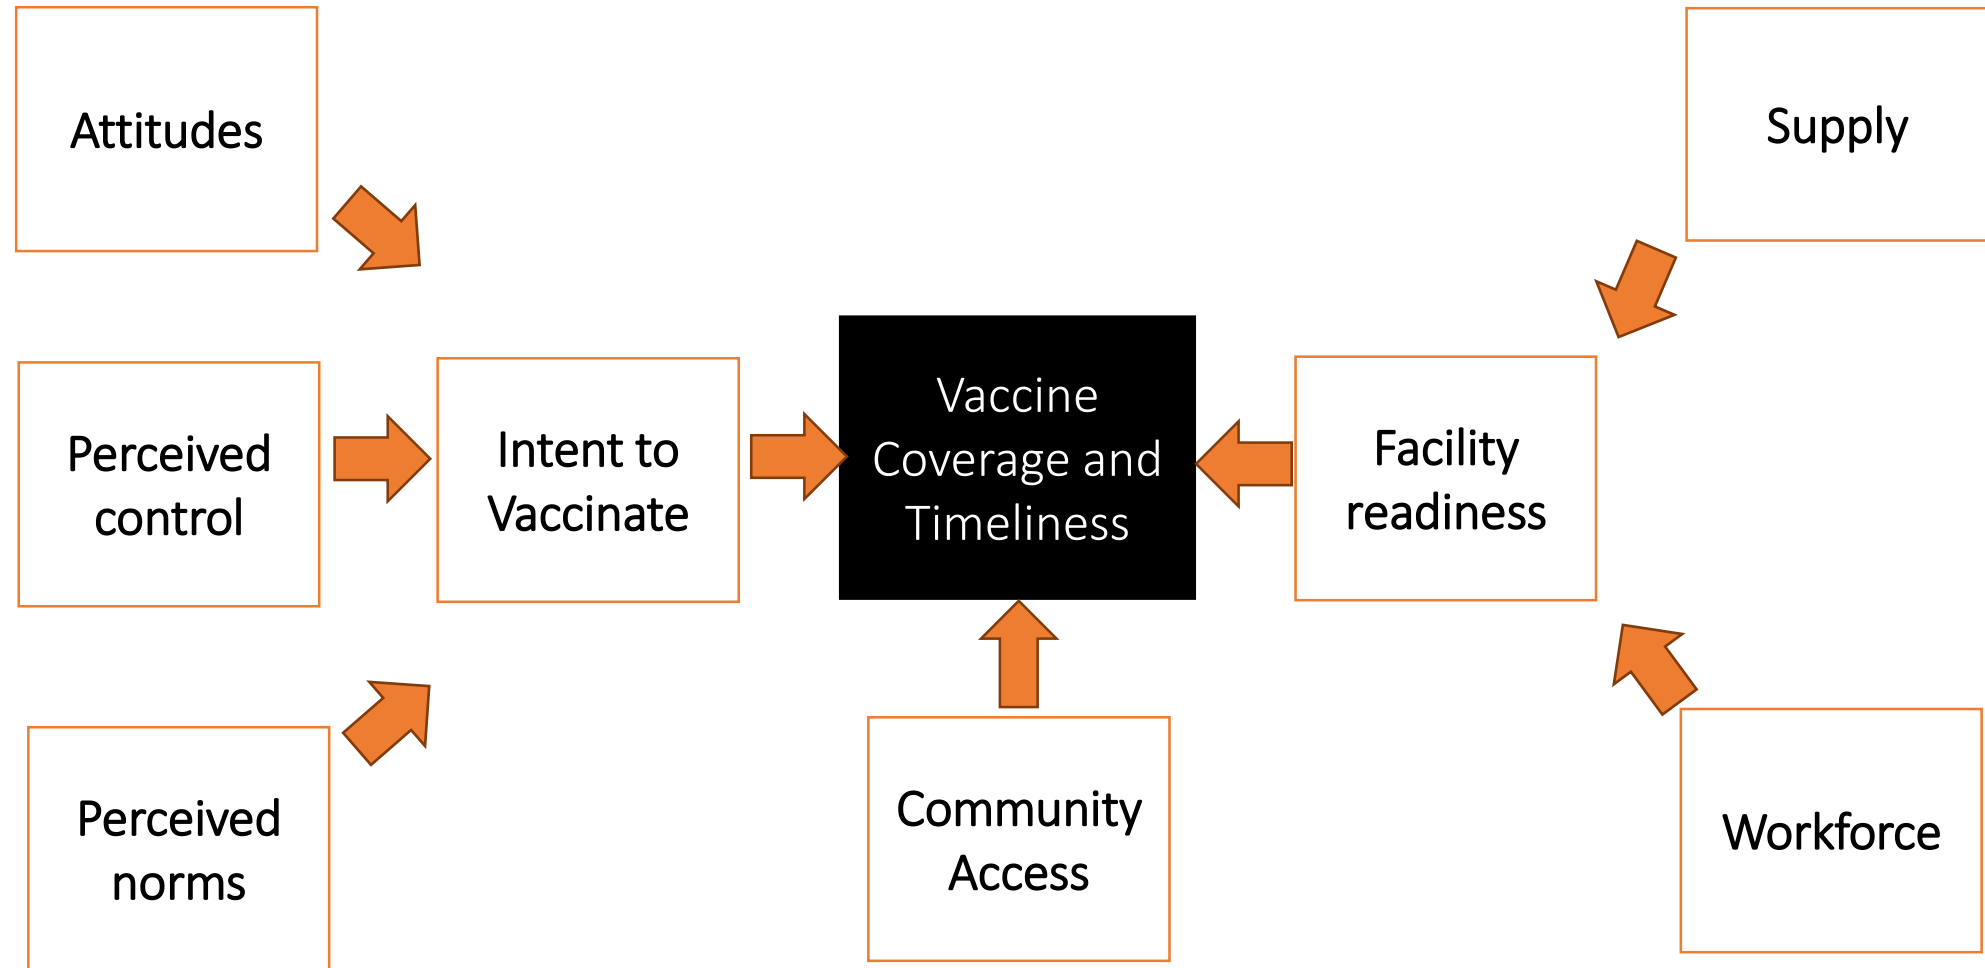 Attitudes
Supply
Perceived
control
Intent to
Vaccinate
Vaccine
Coverage and
Timeliness
Facility
readiness
Perceived
norms
Community
Access
Workforce